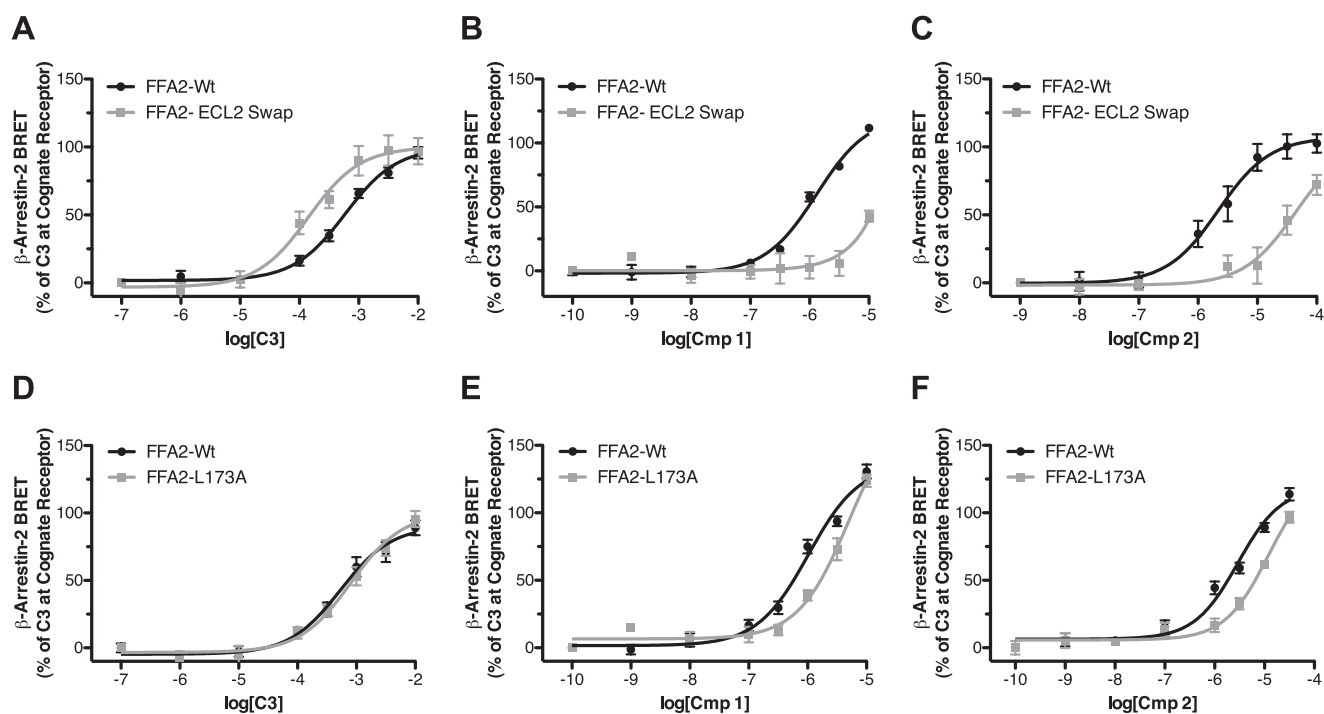 A
β-Arrestin-2 BRET
(% of C3 at Cognate Receptor)
150
100
50
0
FFA2-Wt
FFA2- ECL2 Swap
-7 -6 -5 -4 -3 -2
log[C3]
B
β-Arrestin-2 BRET
(% of C3 at Cognate Receptor)
150
100
50
0
FFA2-Wt
FFA2- ECL2 Swap
-10 -9 -8 -7 -6 -5
log[Cmp 1]
C
β-Arrestin-2 BRET
(% of C3 at Cognate Receptor)
150
100
50
0
FFA2-Wt
FFA2- ECL2 Swap
-9 -8 -7 -6 -5 -4
log[Cmp 2]
D
β-Arrestin-2 BRET
(% of C3 at Cognate Receptor)
150
100
50
0
FFA2-Wt
FFA2-L173A
-7 -6 -5 -4 -3 -2
log[C3]
E
β-Arrestin-2 BRET
(% of C3 at Cognate Receptor)
150
100
50
0
FFA2-Wt
FFA2-L173A
-10 -9 -8 -7 -6 -5
log[Cmp 1]
F
β-Arrestin-2 BRET
(% of C3 at Cognate Receptor)
150
100
50
0
FFA2-Wt
FFA2-L173A
-10 -9 -8 -7 -6 -5 -4
log[Cmp 2]